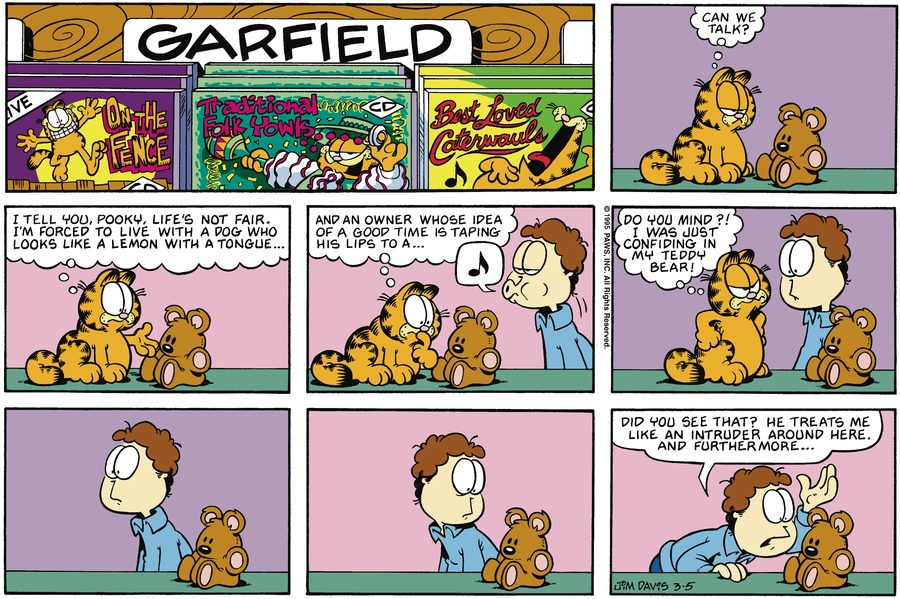 GARFIELD
LIVE
ON THE
FENCE
CD
Traditional
Folk Yowls
CD
Best Loved
Caterwauls
CAN WE
TALK?
I TELL YOU, POOKY, LIFE'S NOT FAIR.
I'M FORCED TO LIVE WITH A DOG WHO
LOOKS LIKE A LEMON WITH A TONGUE...
AND AN OWNER WHOSE IDEA
OF A GOOD TIME IS TAPING
HIS LIPS TO A...
© 1995 PAWS, INC. All Rights Reserved.
DO YOU MIND?!
I WAS JUST
CONFIDING IN
MY TEDDY
BEAR!
DID YOU SEE THAT? HE TREATS ME
LIKE AN INTRUDER AROUND HERE.
AND FURTHERMORE...
JIM DAVIS 3-5